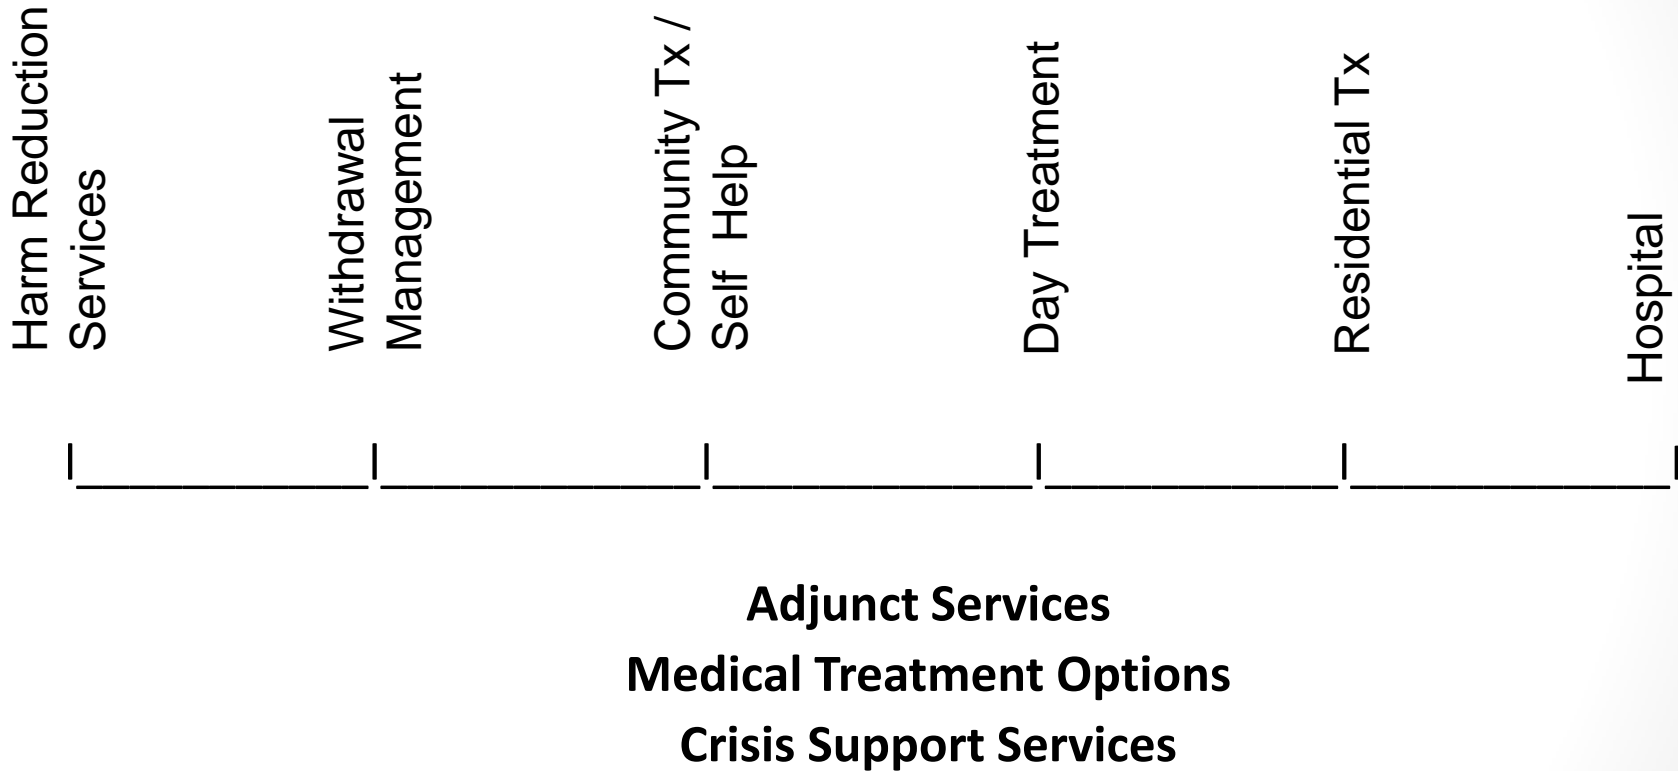 Harm Reduction
Services
Withdrawal
Management
Community Tx /
Self Help
Day Treatment
Residential Tx
Hospital
Adjunct Services
Medical Treatment Options
Crisis Support Services